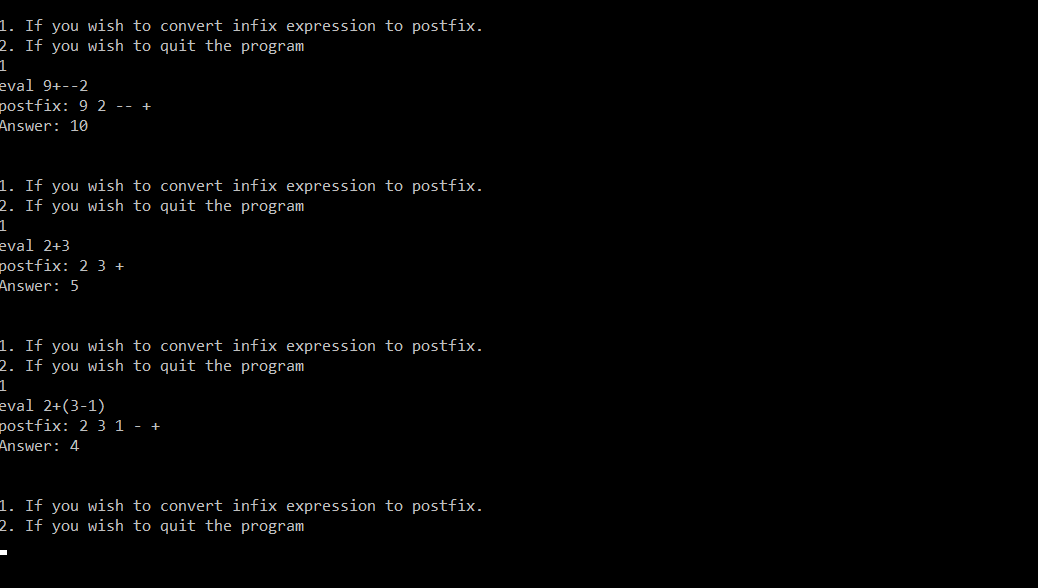 1. If you wish to convert infix expression to postfix.
2. If you wish to quit the program
1
eval 9+--2
postfix: 9 2 -- +
Answer: 10
1. If you wish to convert infix expression to postfix.
2. If you wish to quit the program
1
eval 2+3
postfix: 2 3 +
Answer: 5
1. If you wish to convert infix expression to postfix.
2. If you wish to quit the program
1
eval 2+(3-1)
postfix: 2 3 1 - +
Answer: 4
1. If you wish to convert infix expression to postfix.
2. If you wish to quit the program